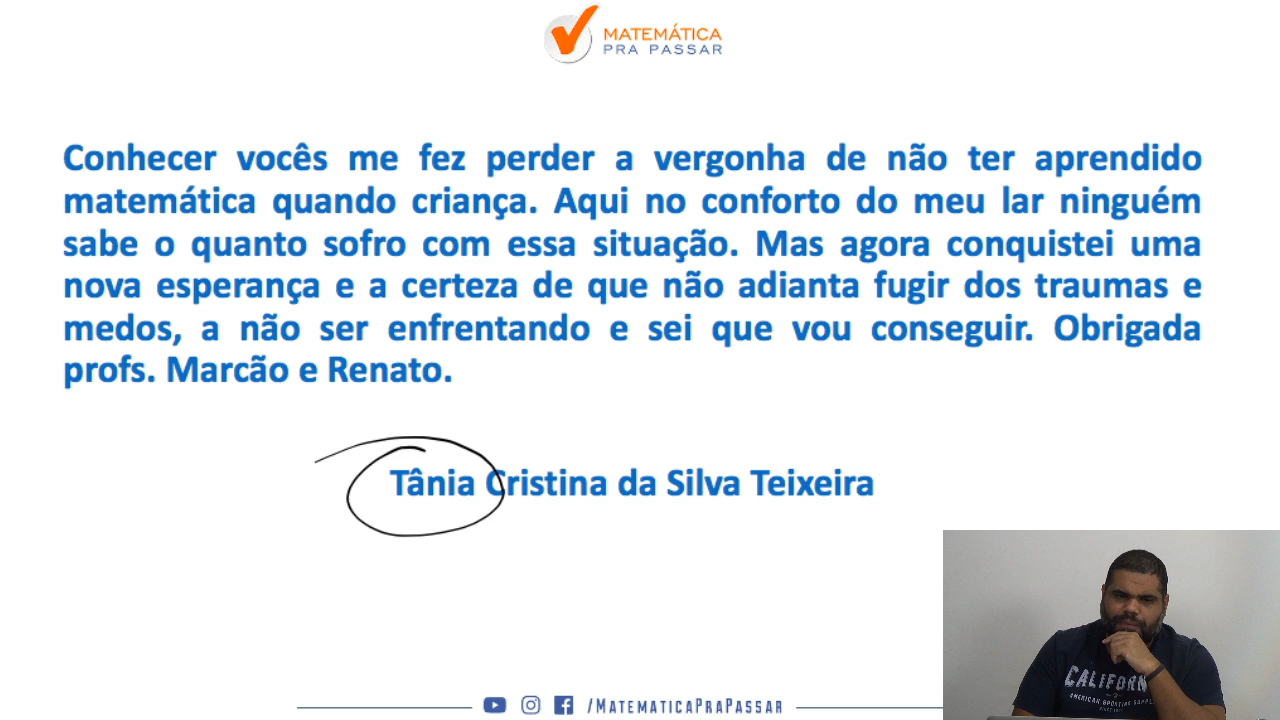 MATEMÁTICA
PRA PASSAR
Conhecer vocês me fez perder a vergonha de não ter aprendido
matemática quando criança. Aqui no conforto do meu lar ninguém
sabe o quanto sofro com essa situação. Mas agora conquistei uma
nova esperança e a certeza de que não adianta fugir dos traumas e
medos, a não ser enfrentando e sei que vou conseguir. Obrigada
profs. Marcão e Renato.
Tânia Cristina da Silva Teixeira
CALIFORN
AMERICAN SPORTING
/MATEMATICAPRAPASSAR